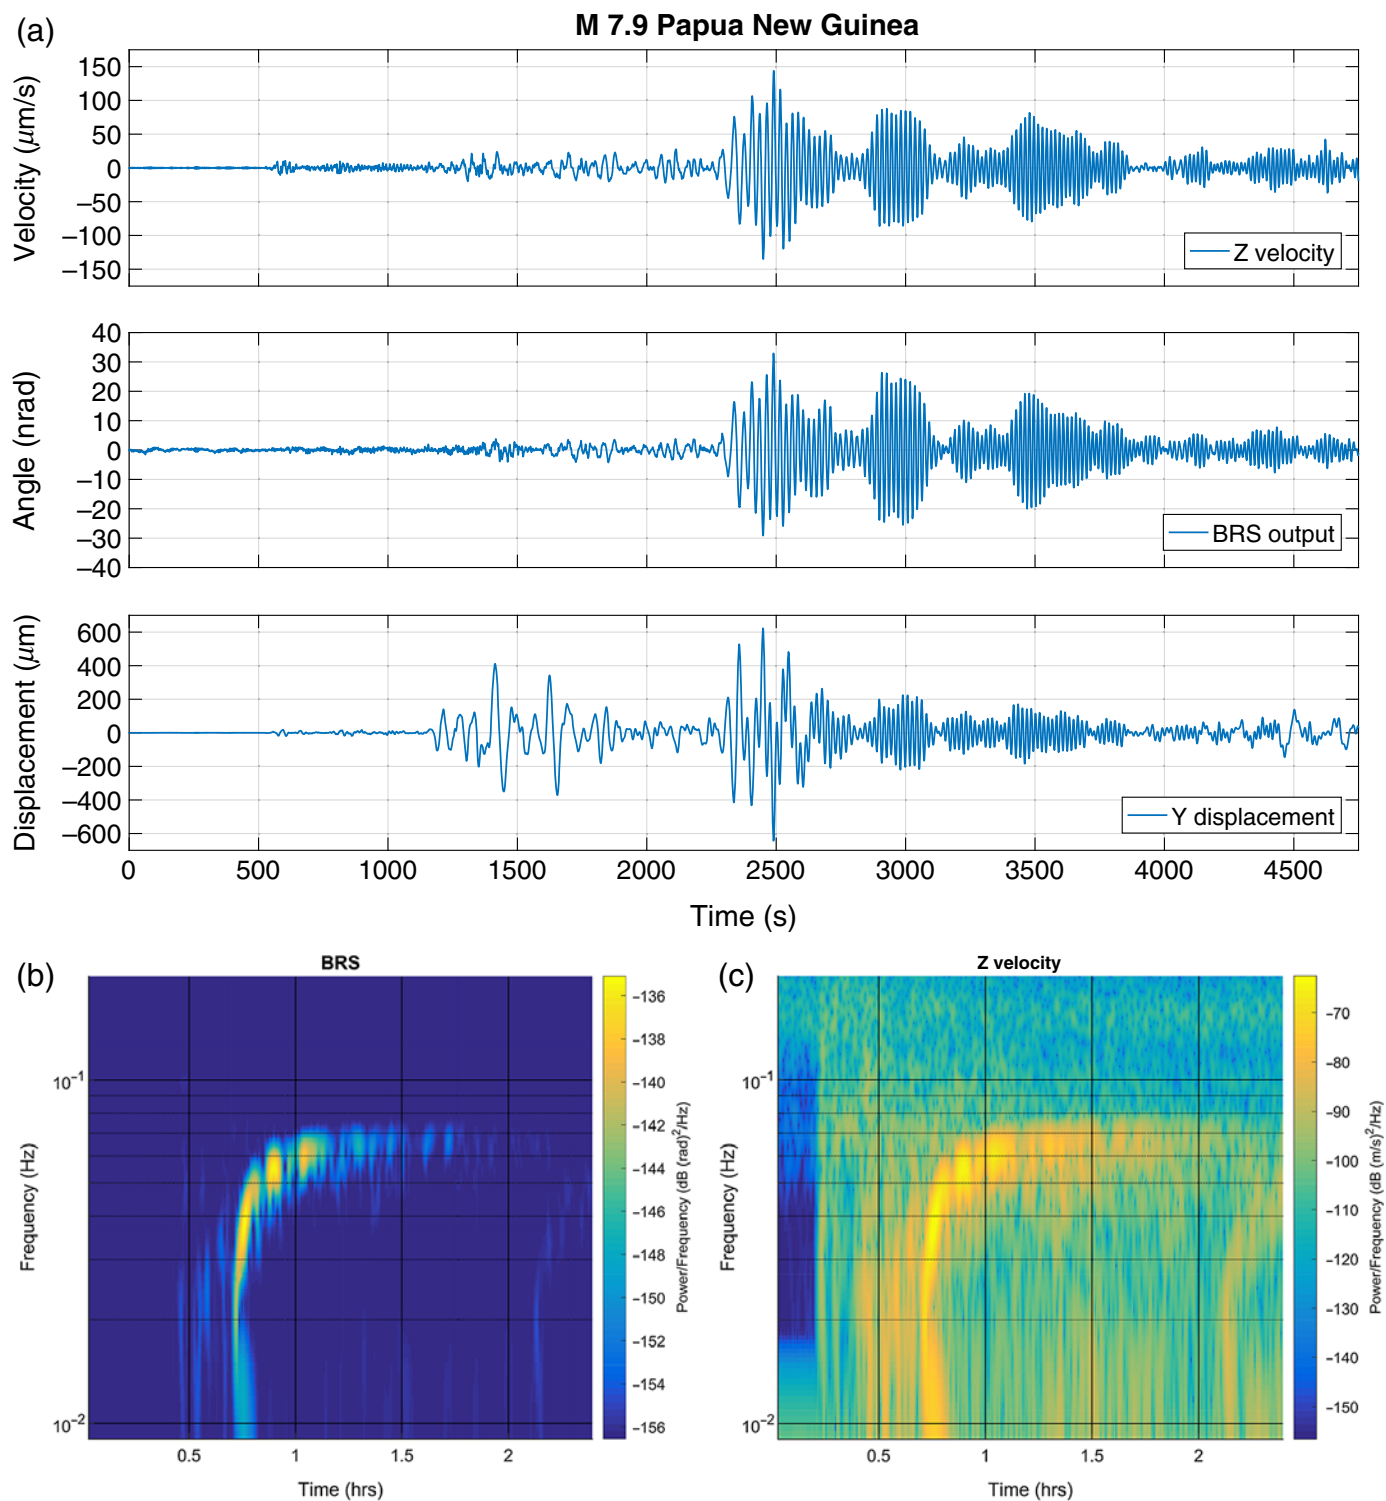 (a)
M 7.9 Papua New Guinea
Velocity (μm/s)
150
100
50
0
−50
−100
−150
Z velocity
Angle (nrad)
40
30
20
10
0
−10
−20
−30
−40
BRS output
Displacement (μm)
600
400
200
0
−200
−400
−600
Y displacement
0 500 1000 1500 2000 2500 3000 3500 4000 4500
Time (s)
(b)
BRS
Frequency (Hz)
10−1
10−2
0.5 1 1.5 2
Time (hrs)
−136
−138
−140
−142
−144
−146
−148
−150
−152
−154
−156
Power/Frequency (dB (rad)2/Hz)
(c)
Z velocity
Frequency (Hz)
10−1
10−2
0.5 1 1.5 2
Time (hrs)
−70
−80
−90
−100
−110
−120
−130
−140
−150
Power/Frequency (dB (m/s)2/Hz)